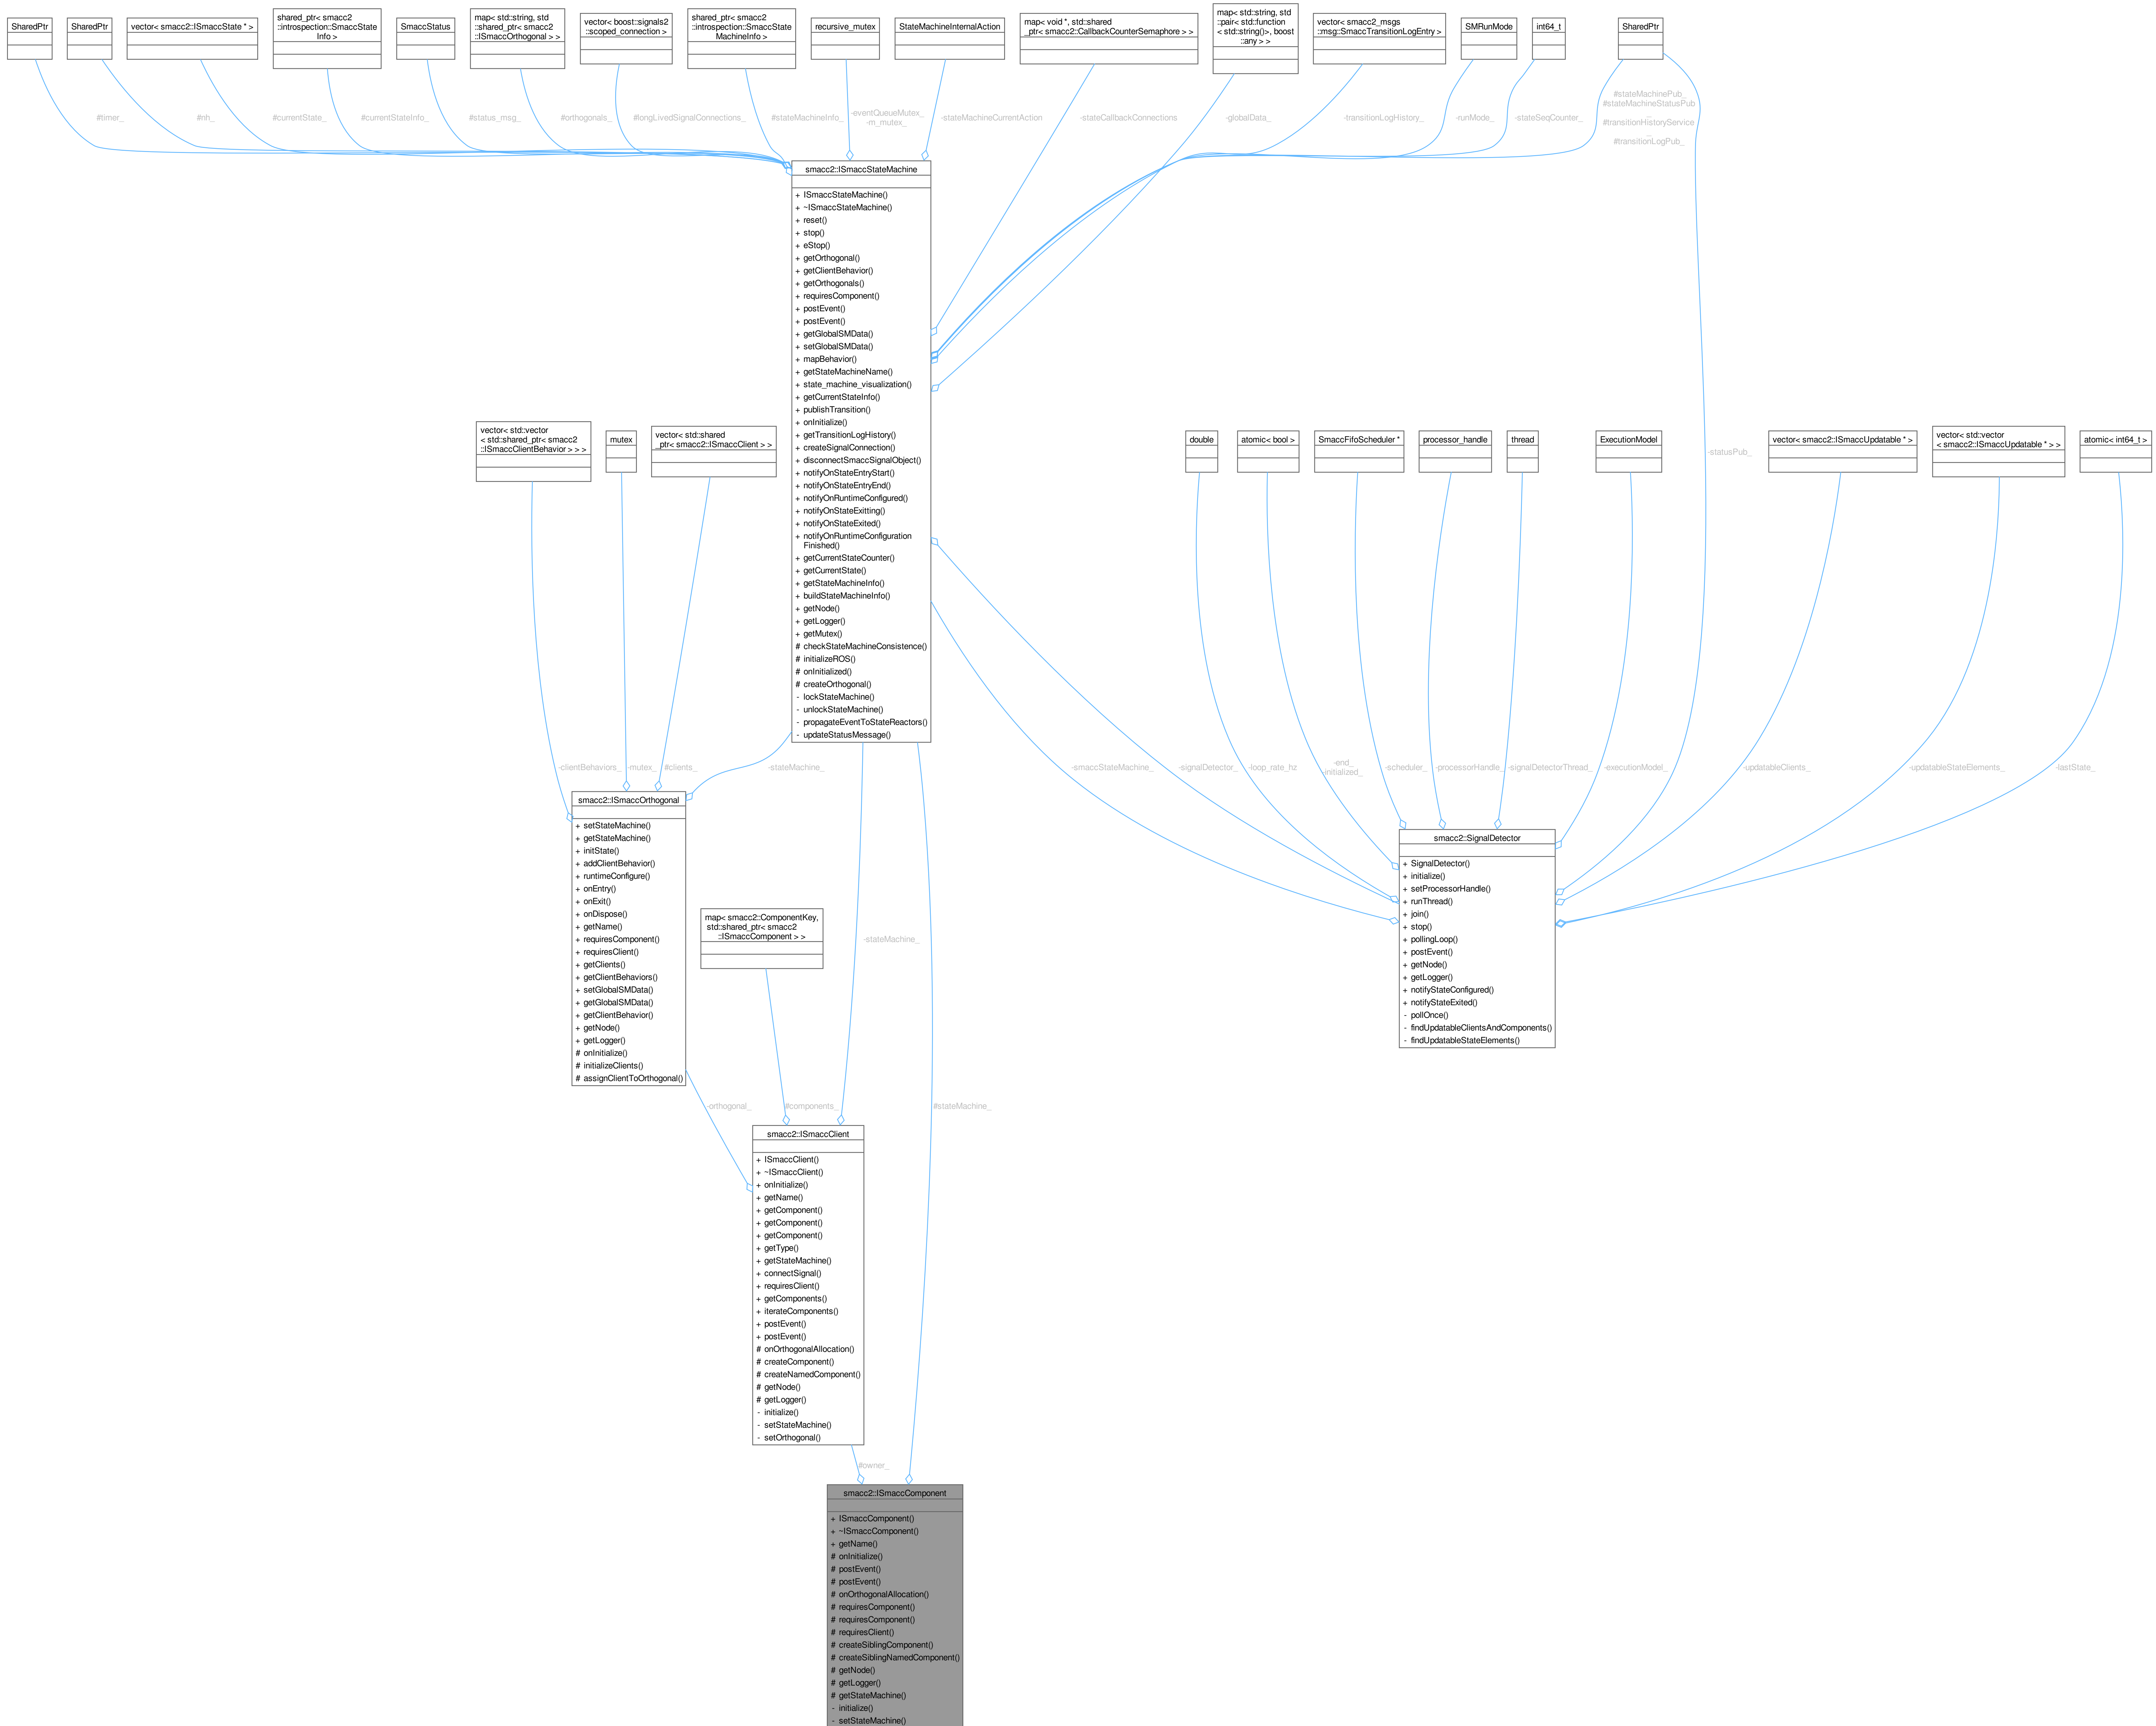 SharedPtr
SharedPtr
vector< smacc2::ISmaccState * >
shared_ptr< smacc2
::introspection::SmaccState
Info >
SmaccStatus
map< std::string, std
::shared_ptr< smacc2
::ISmaccOrthogonal > >
vector< boost::signals2
::scoped_connection >
shared_ptr< smacc2
::introspection::SmaccState
MachineInfo >
recursive_mutex
StateMachineInternalAction
map< void *, std::shared
_ptr< smacc2::CallbackCounterSemaphore > >
map< std::string, std
::pair< std::function
< std::string()>, boost
::any > >
vector< smacc2_msgs
::msg::SmaccTransitionLogEntry >
SMRunMode
int64_t
SharedPtr
#timer_
#nh_
#currentState_
#currentStateInfo_
#status_msg_
#orthogonals_
#longLivedSignalConnections_
#stateMachineInfo_
-eventQueueMutex_
-m_mutex_
-stateMachineCurrentAction
-stateCallbackConnections
-globalData_
-transitionLogHistory_
-runMode_
-stateSeqCounter_
#stateMachinePub_
#stateMachineStatusPub
_
#transitionHistoryService
_
#transitionLogPub_
smacc2::ISmaccStateMachine
+ ISmaccStateMachine()
+ ~ISmaccStateMachine()
+ reset()
+ stop()
+ eStop()
+ getOrthogonal()
+ getClientBehavior()
+ getOrthogonals()
+ requiresComponent()
+ postEvent()
+ postEvent()
+ getGlobalSMData()
+ setGlobalSMData()
+ mapBehavior()
+ getStateMachineName()
+ state_machine_visualization()
+ getCurrentStateInfo()
+ publishTransition()
+ onInitialize()
+ getTransitionLogHistory()
+ createSignalConnection()
+ disconnectSmaccSignalObject()
+ notifyOnStateEntryStart()
+ notifyOnStateEntryEnd()
+ notifyOnRuntimeConfigured()
+ notifyOnStateExitting()
+ notifyOnStateExited()
+ notifyOnRuntimeConfiguration
Finished()
+ getCurrentStateCounter()
+ getCurrentState()
+ getStateMachineInfo()
+ buildStateMachineInfo()
+ getNode()
+ getLogger()
+ getMutex()
# checkStateMachineConsistence()
# initializeROS()
# onInitialized()
# createOrthogonal()
- lockStateMachine()
- unlockStateMachine()
- propagateEventToStateReactors()
- updateStatusMessage()
vector< std::vector
< std::shared_ptr< smacc2
::ISmaccClientBehavior > > >
mutex
vector< std::shared
_ptr< smacc2::ISmaccClient > >
double
atomic< bool >
SmaccFifoScheduler *
processor_handle
thread
ExecutionModel
-statusPub_
vector< smacc2::ISmaccUpdatable * >
vector< std::vector
< smacc2::ISmaccUpdatable * > >
atomic< int64_t >
-clientBehaviors_
-mutex_
#clients_
-stateMachine_
-smaccStateMachine_
-signalDetector_
-loop_rate_hz
-end_
-initialized_
-scheduler_
-processorHandle_
-signalDetectorThread_
-executionModel_
-updatableClients_
-updatableStateElements_
-lastState_
smacc2::ISmaccOrthogonal
+ setStateMachine()
+ getStateMachine()
+ initState()
+ addClientBehavior()
+ runtimeConfigure()
+ onEntry()
+ onExit()
+ onDispose()
+ getName()
+ requiresComponent()
+ requiresClient()
+ getClients()
+ getClientBehaviors()
+ setGlobalSMData()
+ getGlobalSMData()
+ getClientBehavior()
+ getNode()
+ getLogger()
# onInitialize()
# initializeClients()
# assignClientToOrthogonal()
smacc2::SignalDetector
+ SignalDetector()
+ initialize()
+ setProcessorHandle()
+ runThread()
+ join()
+ stop()
+ pollingLoop()
+ postEvent()
+ getNode()
+ getLogger()
+ notifyStateConfigured()
+ notifyStateExited()
- pollOnce()
- findUpdatableClientsAndComponents()
- findUpdatableStateElements()
map< smacc2::ComponentKey,
std::shared_ptr< smacc2
::ISmaccComponent > >
-stateMachine_
-orthogonal_
#components_
#stateMachine_
smacc2::ISmaccClient
+ ISmaccClient()
+ ~ISmaccClient()
+ onInitialize()
+ getName()
+ getComponent()
+ getComponent()
+ getComponent()
+ getType()
+ getStateMachine()
+ connectSignal()
+ requiresClient()
+ getComponents()
+ iterateComponents()
+ postEvent()
+ postEvent()
# onOrthogonalAllocation()
# createComponent()
# createNamedComponent()
# getNode()
# getLogger()
- initialize()
- setStateMachine()
- setOrthogonal()
#owner_
smacc2::ISmaccComponent
+ ISmaccComponent()
+ ~ISmaccComponent()
+ getName()
# onInitialize()
# postEvent()
# postEvent()
# onOrthogonalAllocation()
# requiresComponent()
# requiresComponent()
# requiresClient()
# createSiblingComponent()
# createSiblingNamedComponent()
# getNode()
# getLogger()
# getStateMachine()
- initialize()
- setStateMachine()